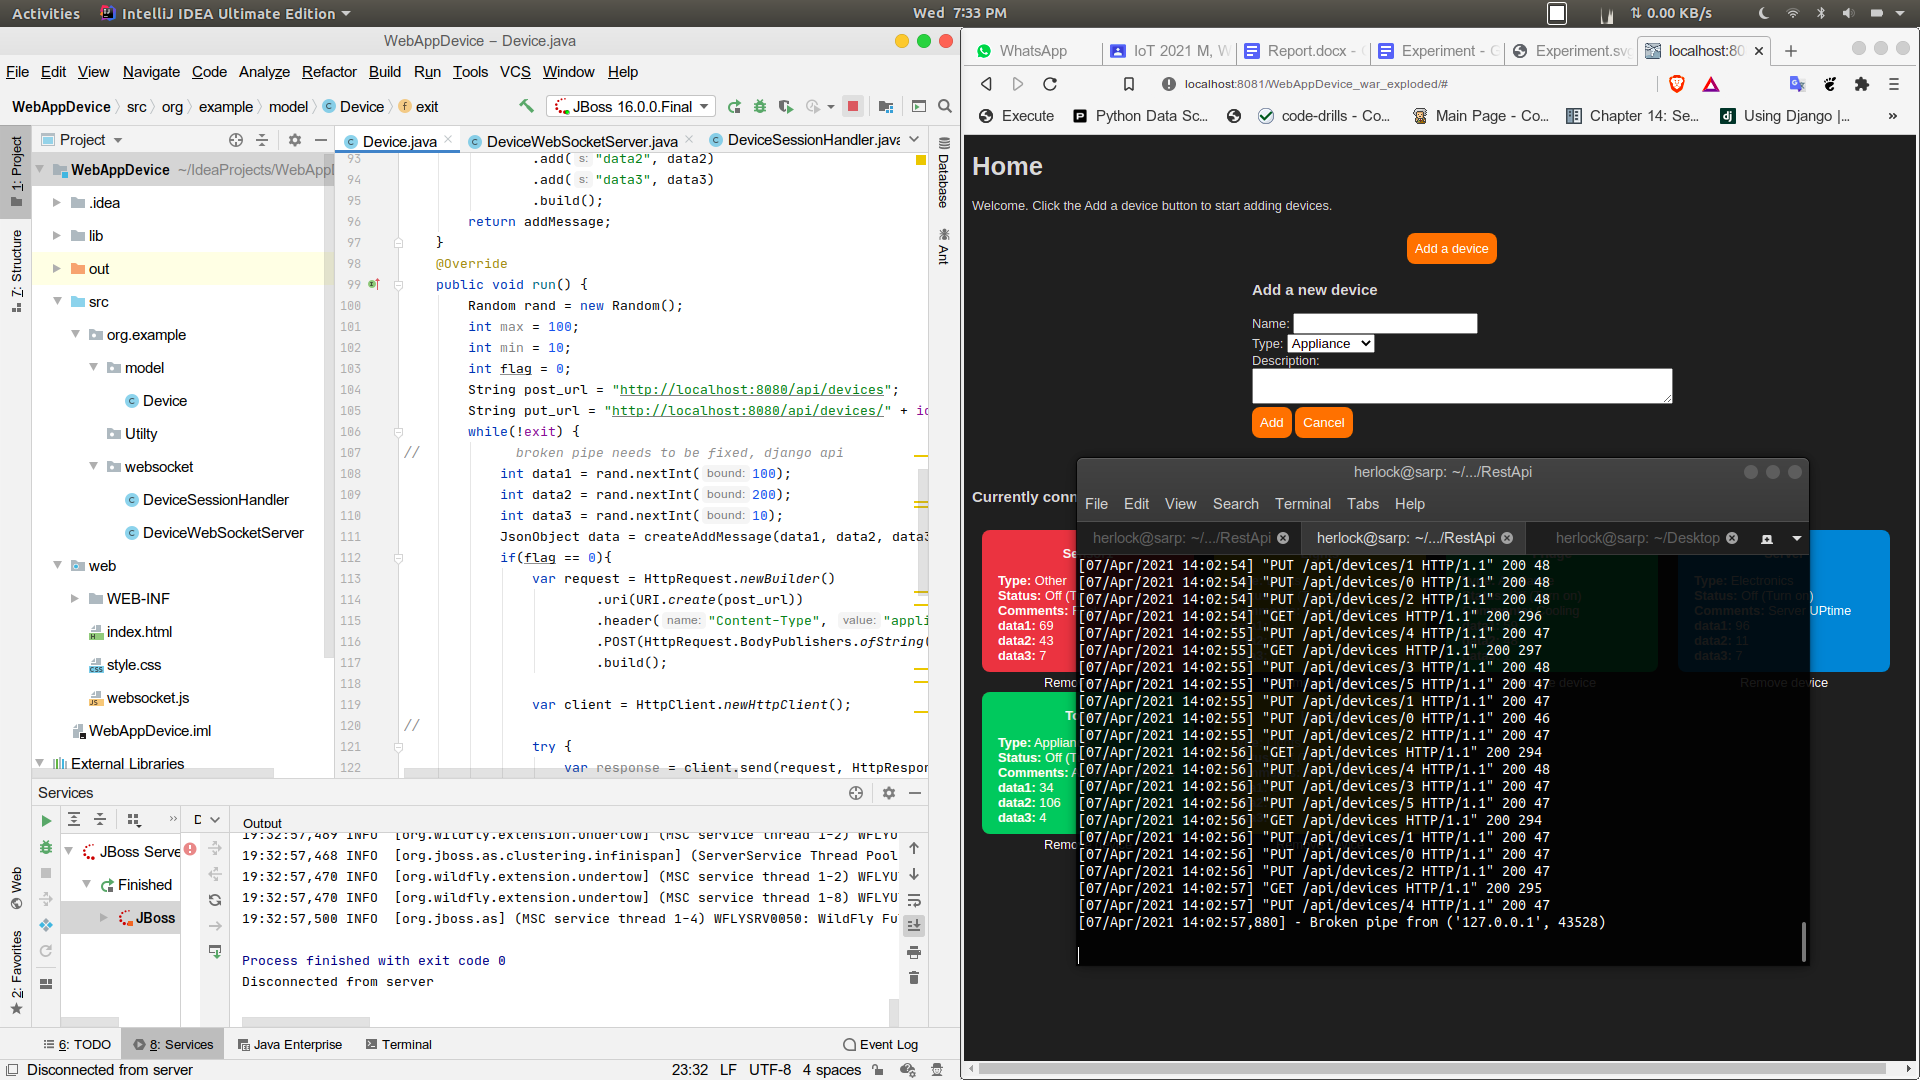 Activities IntelliJ IDEA Ultimate Edition Wed 7:33 PM 0.00 KB/s
WebAppDevice – Device.java
File Edit View Navigate Code Analyze Refactor Build Run Tools VCS Window Help
WebAppDevice src org example model Device exit JBoss 16.0.0.Final
Project
Device.java DeviceWebSocketServer.java DeviceSessionHandler.java
1: Project
7: Structure
Web
2: Favorites
Database
Ant
WebAppDevice ~/IdeaProjects/WebAppD
.idea
lib
out
src
org.example
model
Device
Utilty
websocket
DeviceSessionHandler
DeviceWebSocketServer
web
WEB-INF
index.html
style.css
websocket.js
WebAppDevice.iml
External Libraries
93 .add( s: "data2", data2)
94 .add( s: "data3", data3)
95 .build();
96 return addMessage;
97 }
98 @Override
99 public void run() {
100 Random rand = new Random();
101 int max = 100;
102 int min = 10;
103 int flag = 0;
104 String post_url = "http://localhost:8080/api/devices";
105 String put_url = "http://localhost:8080/api/devices/" + id
106 while(!exit) {
107 // broken pipe needs to be fixed, django api
108 int data1 = rand.nextInt( bound: 100);
109 int data2 = rand.nextInt( bound: 200);
110 int data3 = rand.nextInt( bound: 10);
111 JsonObject data = createAddMessage(data1, data2, data3
112 if(flag == 0){
113 var request = HttpRequest.newBuilder()
114 .uri(URI.create(post_url))
115 .header( name: "Content-Type", value: "appli
116 .POST(HttpRequest.BodyPublishers.ofString(
117 .build();
118
119 var client = HttpClient.newHttpClient();
120 //
121 try {
122 var response = client.send(request, HttpRespon
Services
JBoss Serve
Finished
JBoss
Output
19:32:57,469 INFO [org.wildfly.extension.undertow] (MSC service thread 1-2) WFLYU
19:32:57,468 INFO [org.jboss.as.clustering.infinispan] (ServerService Thread Pool
19:32:57,470 INFO [org.wildfly.extension.undertow] (MSC service thread 1-2) WFLYU
19:32:57,470 INFO [org.wildfly.extension.undertow] (MSC service thread 1-8) WFLYU
19:32:57,500 INFO [org.jboss.as] (MSC service thread 1-4) WFLYSRV0050: WildFly Fu
Process finished with exit code 0
Disconnected from server
6: TODO 8: Services Java Enterprise Terminal Event Log
Disconnected from server 23:32 LF UTF-8 4 spaces
WhatsApp IoT 2021 M, W Report.docx - Experiment - G Experiment.svg localhost:80
localhost:8081/WebAppDevice_war_exploded/#
Execute Python Data Sc... code-drills - Co... Main Page - Co... Chapter 14: Se... Using Django |... »
Home
Welcome. Click the Add a device button to start adding devices.
Add a device
Add a new device
Name:
Type: Appliance
Description:
Add Cancel
Currently conn
Type: Other
Status: Off (T
Comments:
data1: 69
data2: 43
data3: 7
Type: Electronics
Status: Off (Turn on)
Comments: Server UPtime
data1: 96
data2: 11
data3: 7
Remove device
Type: Applian
Status: Off (T
Comments: A
data1: 34
data2: 106
data3: 4
herlock@sarp: ~/.../RestApi
File Edit View Search Terminal Tabs Help
herlock@sarp: ~/.../RestApi herlock@sarp: ~/.../RestApi herlock@sarp: ~/Desktop
[07/Apr/2021 14:02:54] "PUT /api/devices/1 HTTP/1.1" 200 48
[07/Apr/2021 14:02:54] "PUT /api/devices/0 HTTP/1.1" 200 48
[07/Apr/2021 14:02:54] "PUT /api/devices/2 HTTP/1.1" 200 48
[07/Apr/2021 14:02:54] "GET /api/devices HTTP/1.1" 200 296
[07/Apr/2021 14:02:55] "PUT /api/devices/4 HTTP/1.1" 200 47
[07/Apr/2021 14:02:55] "GET /api/devices HTTP/1.1" 200 297
[07/Apr/2021 14:02:55] "PUT /api/devices/3 HTTP/1.1" 200 48
[07/Apr/2021 14:02:55] "PUT /api/devices/5 HTTP/1.1" 200 47
[07/Apr/2021 14:02:55] "PUT /api/devices/1 HTTP/1.1" 200 47
[07/Apr/2021 14:02:55] "PUT /api/devices/0 HTTP/1.1" 200 46
[07/Apr/2021 14:02:55] "PUT /api/devices/2 HTTP/1.1" 200 47
[07/Apr/2021 14:02:56] "GET /api/devices HTTP/1.1" 200 294
[07/Apr/2021 14:02:56] "PUT /api/devices/4 HTTP/1.1" 200 48
[07/Apr/2021 14:02:56] "PUT /api/devices/3 HTTP/1.1" 200 47
[07/Apr/2021 14:02:56] "PUT /api/devices/5 HTTP/1.1" 200 47
[07/Apr/2021 14:02:56] "GET /api/devices HTTP/1.1" 200 294
[07/Apr/2021 14:02:56] "PUT /api/devices/1 HTTP/1.1" 200 47
[07/Apr/2021 14:02:56] "PUT /api/devices/0 HTTP/1.1" 200 47
[07/Apr/2021 14:02:56] "PUT /api/devices/2 HTTP/1.1" 200 47
[07/Apr/2021 14:02:57] "GET /api/devices HTTP/1.1" 200 295
[07/Apr/2021 14:02:57] "PUT /api/devices/4 HTTP/1.1" 200 47
[07/Apr/2021 14:02:57,880] - Broken pipe from ('127.0.0.1', 43528)